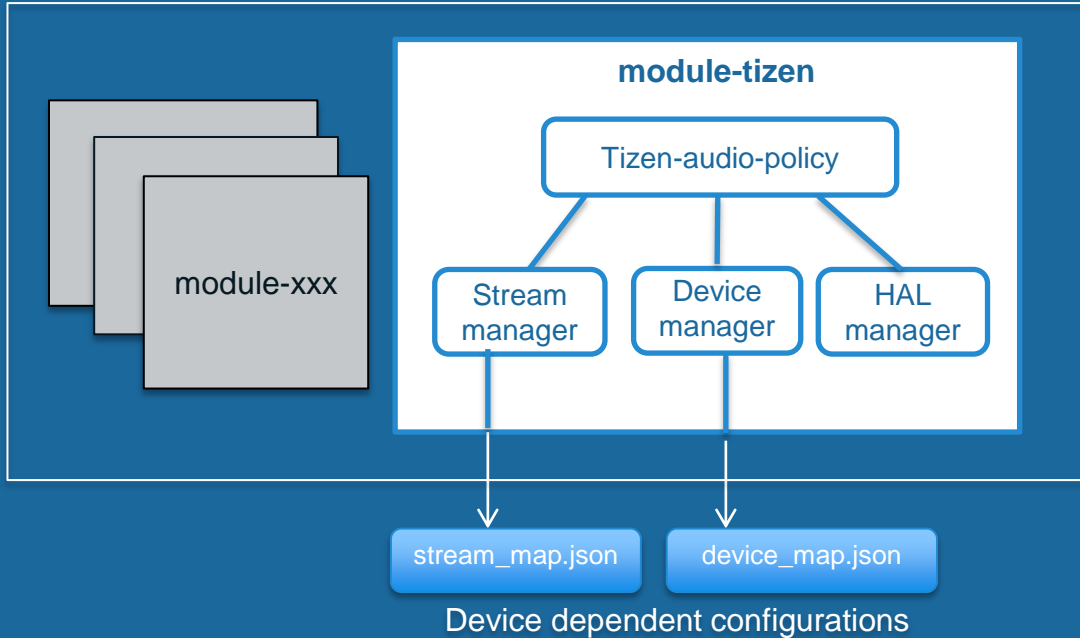 module-tizen
Tizen-audio-policy
module-xxx
Stream
manager
Device
manager
HAL
manager
stream_map.json
device_map.json
Device dependent configurations